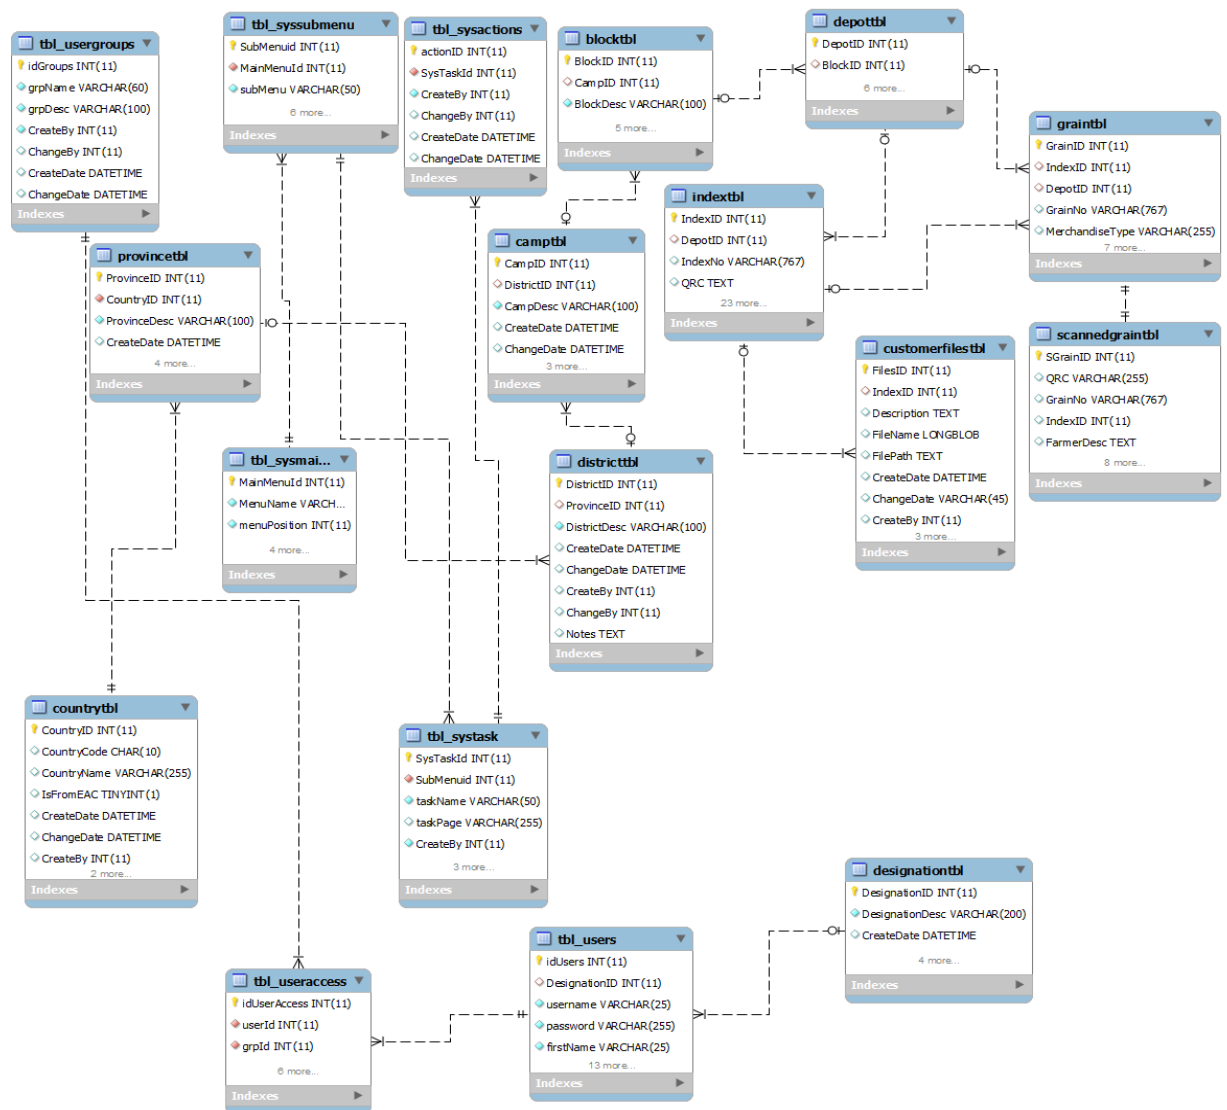 tbl_usergroups
idGroups INT(11)
grpName VARCHAR(60)
grpDesc VARCHAR(100)
CreateBy INT(11)
ChangeBy INT(11)
CreateDate DATETIME
ChangeDate DATETIME
Indexes
tbl_syssubmenu
SubMenuid INT(11)
MainMenuId INT(11)
subMenu VARCHAR(50)
6 more...
Indexes
tbl_sysactions
actionID INT(11)
SysTaskId INT(11)
CreateBy INT(11)
ChangeBy INT(11)
CreateDate DATETIME
ChangeDate DATETIME
Indexes
blocktbl
BlockID INT(11)
CampID INT(11)
BlockDesc VARCHAR(100)
5 more...
Indexes
depottbl
DepotID INT(11)
BlockID INT(11)
6 more...
Indexes
graintbl
GrainID INT(11)
IndexID INT(11)
DepotID INT(11)
GrainNo VARCHAR(767)
MerchandiseType VARCHAR(255)
7 more...
Indexes
provincetbl
ProvinceID INT(11)
CountryID INT(11)
ProvinceDesc VARCHAR(100)
CreateDate DATETIME
4 more...
Indexes
camptbl
CampID INT(11)
DistrictID INT(11)
CampDesc VARCHAR(100)
CreateDate DATETIME
ChangeDate DATETIME
3 more...
Indexes
indextbl
IndexID INT(11)
DepotID INT(11)
IndexNo VARCHAR(767)
QRC TEXT
23 more...
Indexes
customerfilestbl
FilesID INT(11)
IndexID INT(11)
Description TEXT
FileName LONGBLOB
FilePath TEXT
CreateDate DATETIME
ChangeDate VARCHAR(45)
CreateBy INT(11)
3 more...
Indexes
scannedgraintbl
SGrainID INT(11)
QRC VARCHAR(255)
GrainNo VARCHAR(767)
IndexID INT(11)
FarmerDesc TEXT
8 more...
Indexes
tbl_sysmai...
MainMenuId INT(11)
MenuName VARCH...
menuPosition INT(11)
4 more...
Indexes
districttbl
DistrictID INT(11)
ProvinceID INT(11)
DistrictDesc VARCHAR(100)
CreateDate DATETIME
ChangeDate DATETIME
CreateBy INT(11)
ChangeBy INT(11)
Notes TEXT
Indexes
countrytbl
CountryID INT(11)
CountryCode CHAR(10)
CountryName VARCHAR(255)
IsFromEAC TINYINT(1)
CreateDate DATETIME
ChangeDate DATETIME
CreateBy INT(11)
2 more...
Indexes
tbl_systask
SysTaskId INT(11)
SubMenuid INT(11)
taskName VARCHAR(50)
taskPage VARCHAR(255)
CreateBy INT(11)
3 more...
Indexes
designationtbl
DesignationID INT(11)
DesignationDesc VARCHAR(200)
CreateDate DATETIME
4 more...
Indexes
tbl_users
idUsers INT(11)
DesignationID INT(11)
username VARCHAR(25)
password VARCHAR(255)
firstName VARCHAR(25)
13 more...
Indexes
tbl_useraccess
idUserAccess INT(11)
userId INT(11)
grpId INT(11)
6 more...
Indexes